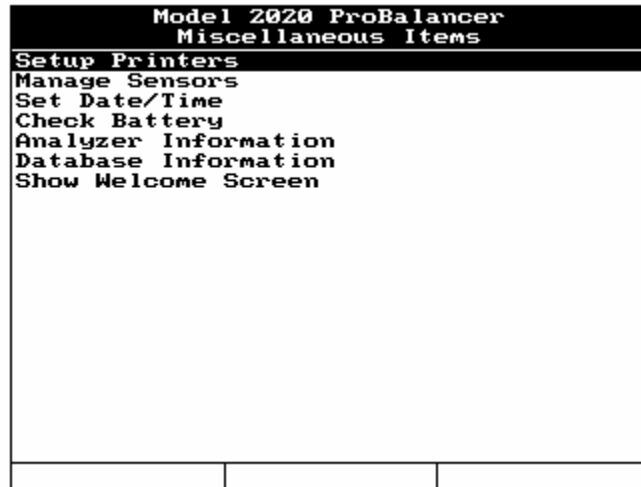 Model 2020 ProBalancer
Miscellaneous Items
Setup Printers
Manage Sensors
Set Date/Time
Check Battery
Analyzer Information
Database Information
Show Welcome Screen